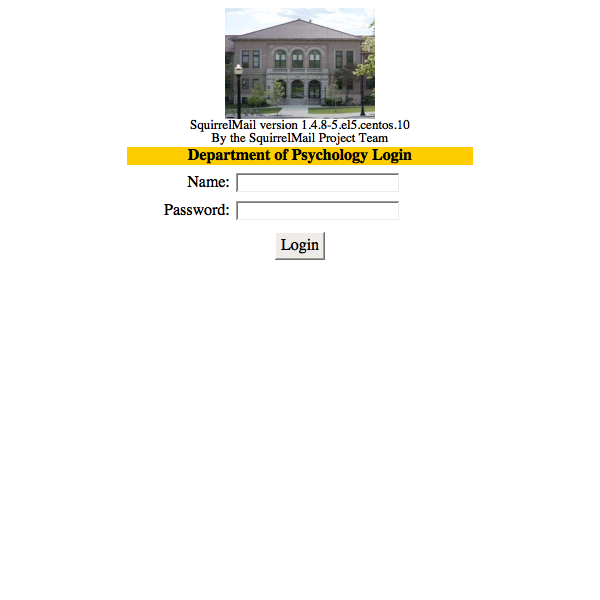 SquirrelMail version 1.4.8-5.el5.centos.10
By the SquirrelMail Project Team
Department of Psychology Login
Name:
Password:
Login